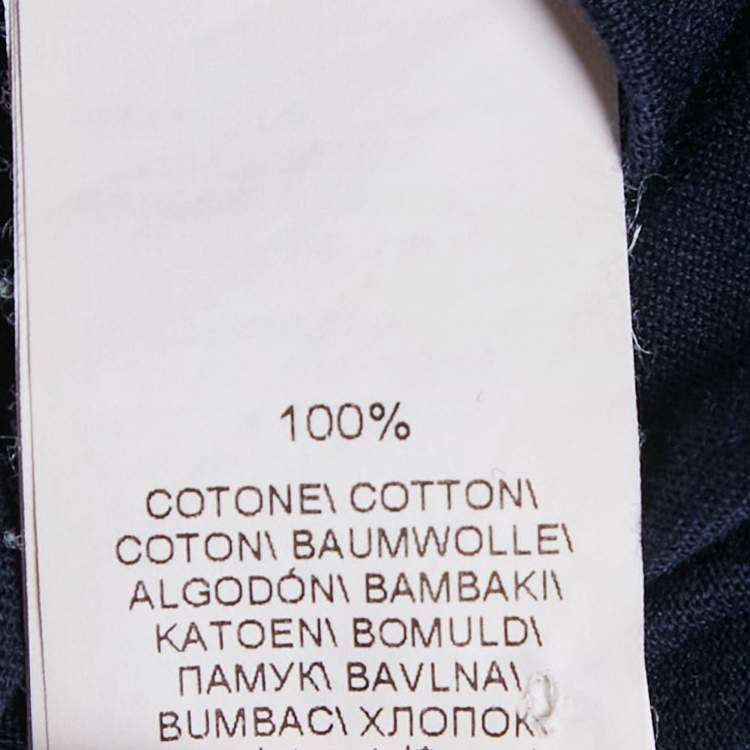 100%
COTONE\ COTTON\
COTON\ BAUMWOLLE\
ALGODÓN\ BAMBAKI\
KATOEN\ BOMULD\
ПАМУК\ BAVLNA\
BUMBAC\ ХЛОПОК\